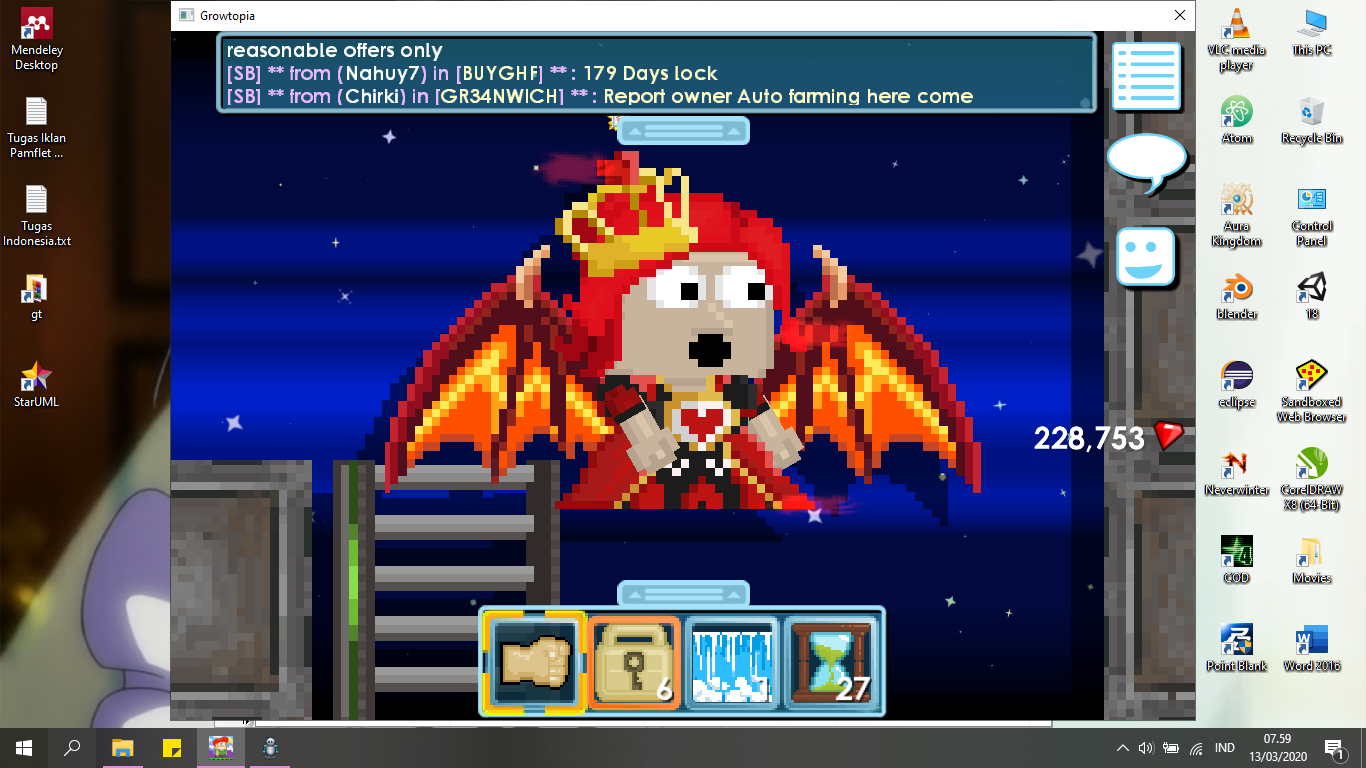 Mendeley
Desktop
Tugas Iklan
Pamflet ...
Tugas
Indonesia.txt
gt
StarUML
Growtopia
reasonable offers only
[SB] ** from (Nahuy7) in [BUYGHF] ** : 179 Days lock
[SB] ** from (Chirki) in [GR34NWICH] ** : Report owner Auto farming here come
228,753
6
1
27
VLC media
player
This PC
Atom
Recycle Bin
Aura
Kingdom
Control
Panel
blender
18
eclipse
Sandboxed
Web Browser
Neverwinter
CorelDRAW
X8 (64-Bit)
GOD
Movies
Point Blank
Word 2016
IND
07.59
13/03/2020
1